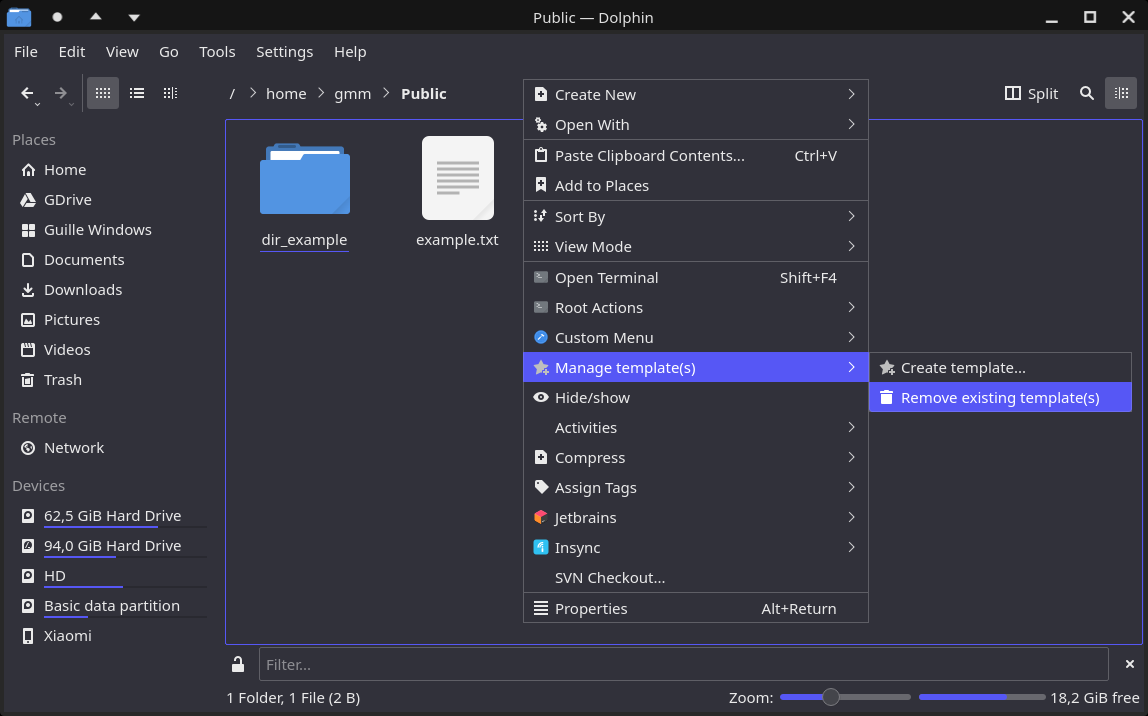 Public — Dolphin
File Edit View Go Tools Settings Help
/ home gmm Public Split
Places
Home
GDrive
Guille Windows
Documents
Downloads
Pictures
Videos
Trash
Remote
Network
Devices
62,5 GiB Hard Drive
94,0 GiB Hard Drive
HD
Basic data partition
Xiaomi
dir_example
example.txt
Create New
Open With
Paste Clipboard Contents... Ctrl+V
Add to Places
Sort By
View Mode
Open Terminal Shift+F4
Root Actions
Custom Menu
Manage template(s)
Hide/show
Activities
Compress
Assign Tags
Jetbrains
Insync
SVN Checkout...
Properties Alt+Return
Create template...
Remove existing template(s)
Filter...
1 Folder, 1 File (2 B) Zoom: 18,2 GiB free